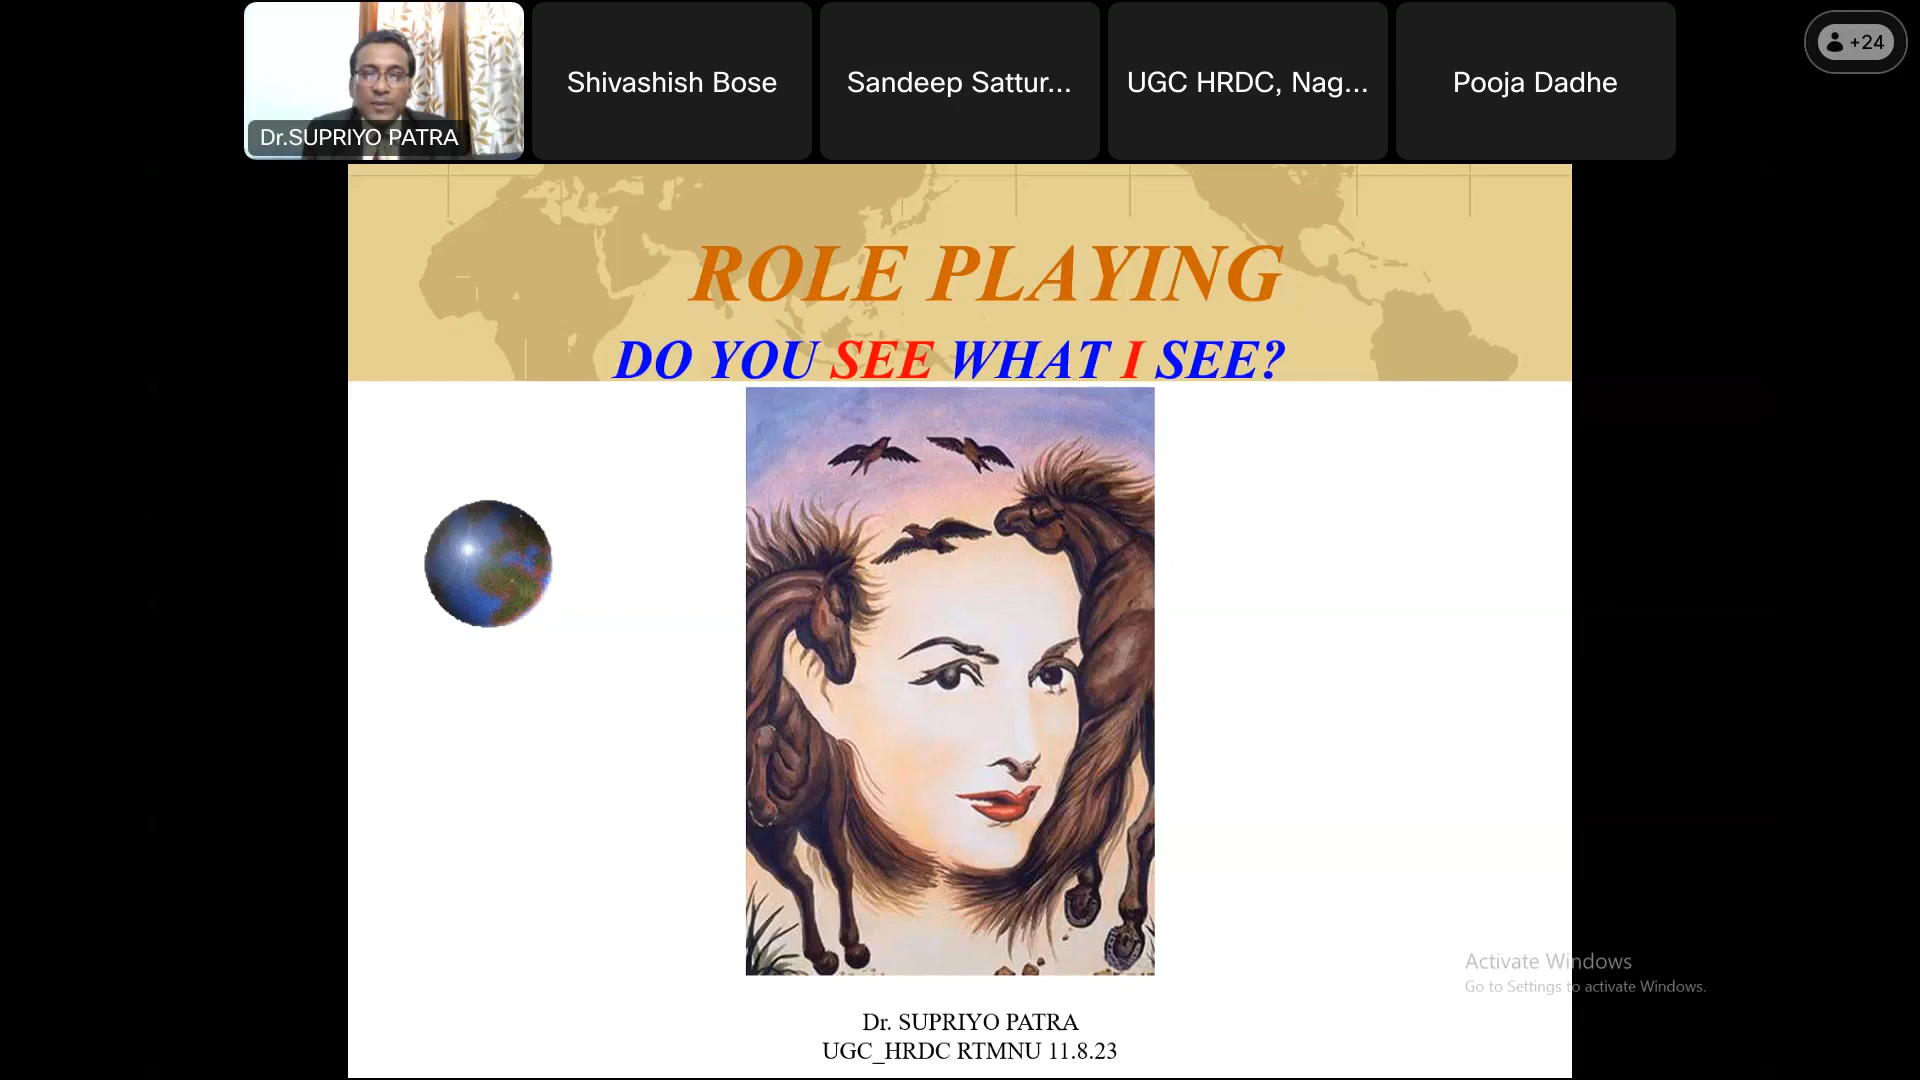 Dr.SUPRIYO PATRA
Shivashish Bose
Sandeep Sattur...
UGC HRDC, Nag...
Pooja Dadhe
+24
ROLE PLAYING
DO YOU SEE WHAT I SEE?
Activate Windows
Go to Settings to activate Windows.
Dr. SUPRIYO PATRA
UGC_HRDC RTMNU 11.8.23